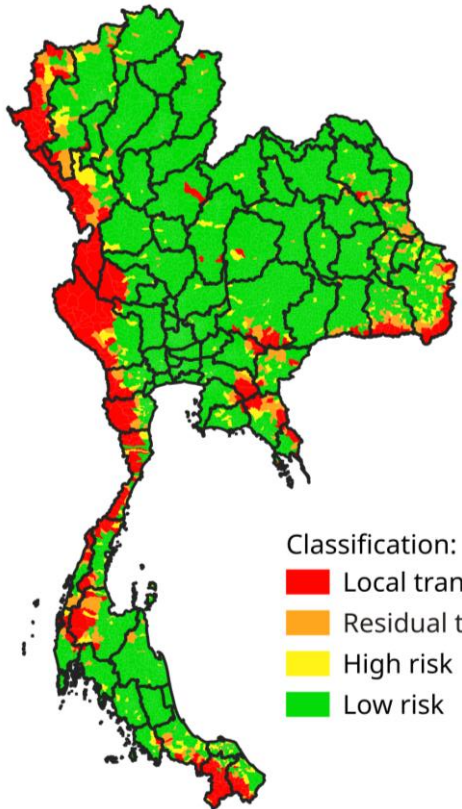 Classification:
Local tran
Residual t
High risk
Low risk